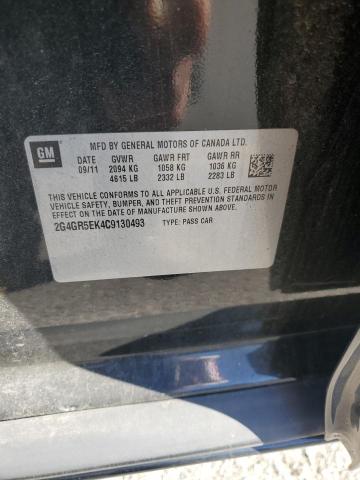 GM
MFD BY GENERAL MOTORS OF CANADA LTD.
DATE GVWR GAWR FRT GAWR RR
09/11 2094 KG 1058 KG 1036 KG
4615 LB 2332 LB 2283 LB
THIS VEHICLE CONFORMS TO ALL APPLICABLE U.S. FEDERAL MOTOR
VEHICLE SAFETY, BUMPER, AND THEFT PREVENTION STANDARDS
IN EFFECT ON THE DATE OF MANUFACTURE SHOWN ABOVE.
2G4GR5EK4C9130493 TYPE: PASS CAR